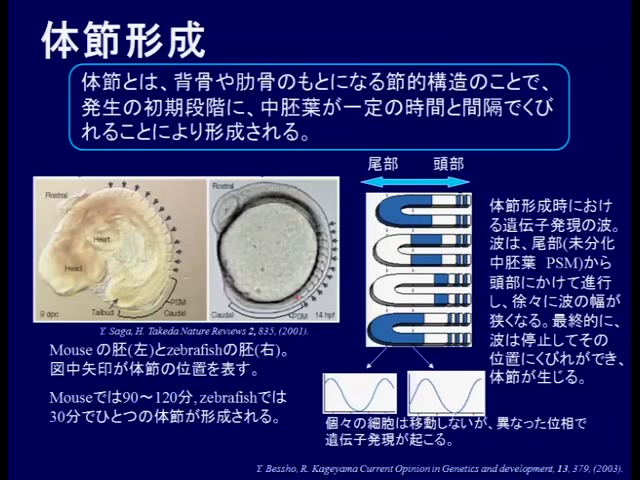 体節形成
体節とは、背骨や肋骨のもとになる節的構造のことで、
発生の初期段階に、中胚葉が一定の時間と間隔でくび
れることにより形成される。
尾部 頭部
Rostral
Heart
Head
Tailbud
PSM
Caudal
9 dpc
Rostral
Caudal
PSM
14 hpf
Y. Saga, H. Takeda Nature Reviews 2, 835, (2001).
Mouse の胚(左)とzebrafishの胚(右)。
図中矢印が体節の位置を表す。
Mouseでは90～120分, zebrafishでは
30分でひとつの体節が形成される。
体節形成時におけ
る遺伝子発現の波。
波は、尾部(未分化
中胚葉 PSM)から
頭部にかけて進行
し、徐々に波の幅が
狭くなる。最終的に、
波は停止してその
位置にくびれができ、
体節が生じる。
個々の細胞は移動しないが、異なった位相で
遺伝子発現が起こる。
Y. Bessho, R. Kageyama Current Opinion in Genetics and development, 13, 379, (2003).